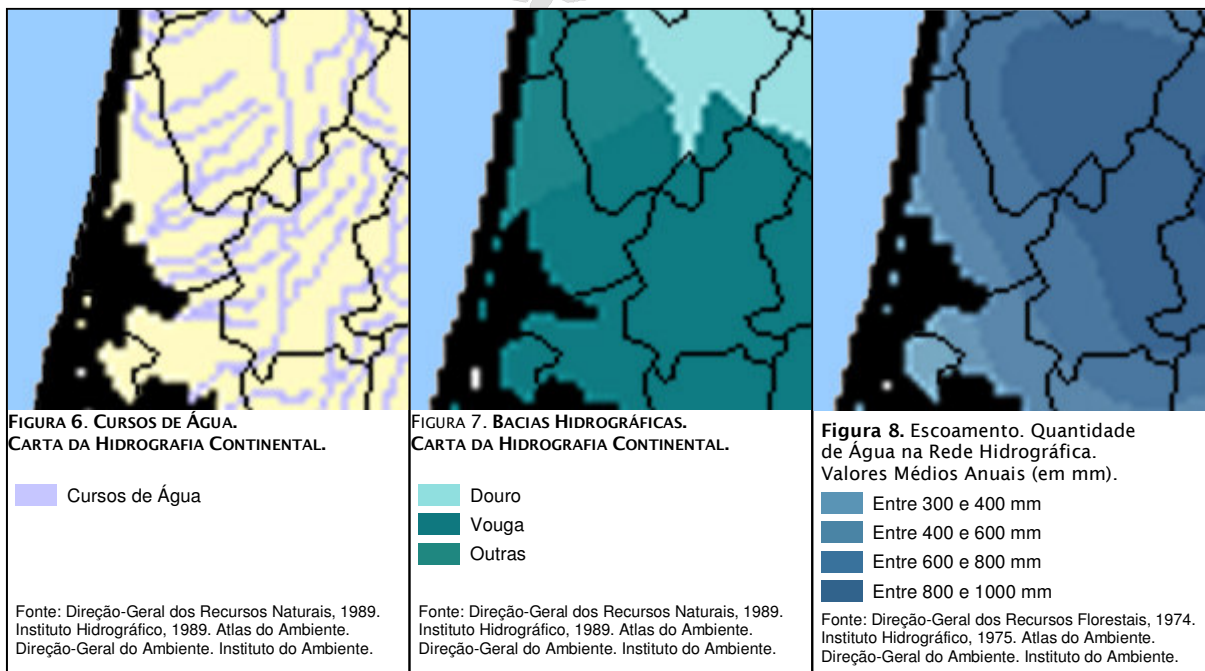 FIGURA 6. CURSOS DE ÁGUA.
CARTA DA HIDROGRAFIA CONTINENTAL.
Cursos de Água
Fonte: Direção-Geral dos Recursos Naturais, 1989.
Instituto Hidrográfico, 1989. Atlas do Ambiente.
Direção-Geral do Ambiente. Instituto do Ambiente.
FIGURA 7. BACIAS HIDROGRÁFICAS.
CARTA DA HIDROGRAFIA CONTINENTAL.
Douro
Vouga
Outras
Fonte: Direção-Geral dos Recursos Naturais, 1989.
Instituto Hidrográfico, 1989. Atlas do Ambiente.
Direção-Geral do Ambiente. Instituto do Ambiente.
Figura 8. Escoamento. Quantidade
de Água na Rede Hidrográfica.
Valores Médios Anuais (em mm).
Entre 300 e 400 mm
Entre 400 e 600 mm
Entre 600 e 800 mm
Entre 800 e 1000 mm
Fonte: Direção-Geral dos Recursos Florestais, 1974.
Instituto Hidrográfico, 1975. Atlas do Ambiente.
Direção-Geral do Ambiente. Instituto do Ambiente.